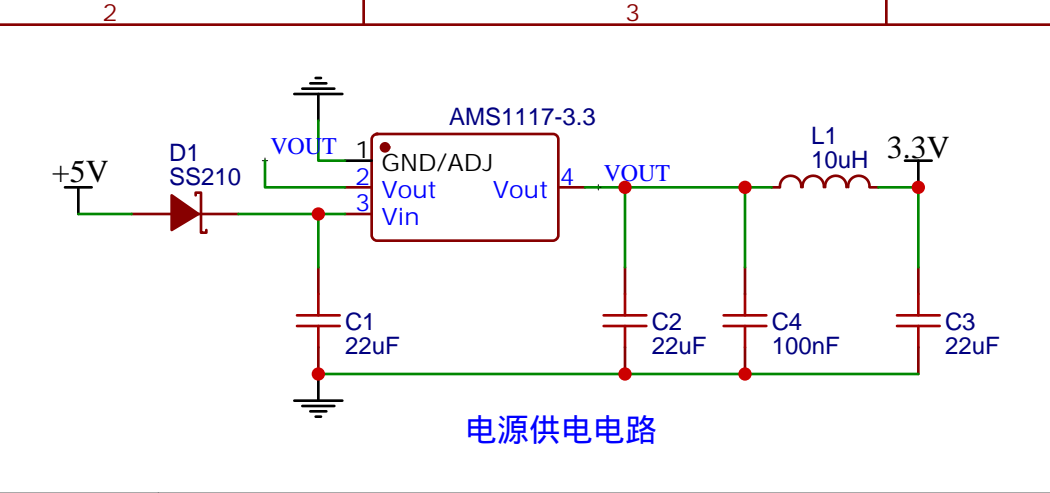 2
3
AMS1117-3.3
+5V
D1
SS210
VOUT
1
GND/ADJ
2
Vout
3
Vin
Vout
4
VOUT
L1
10uH
3.3V
C1
22uF
C2
22uF
C4
100nF
C3
22uF
电源供电电路